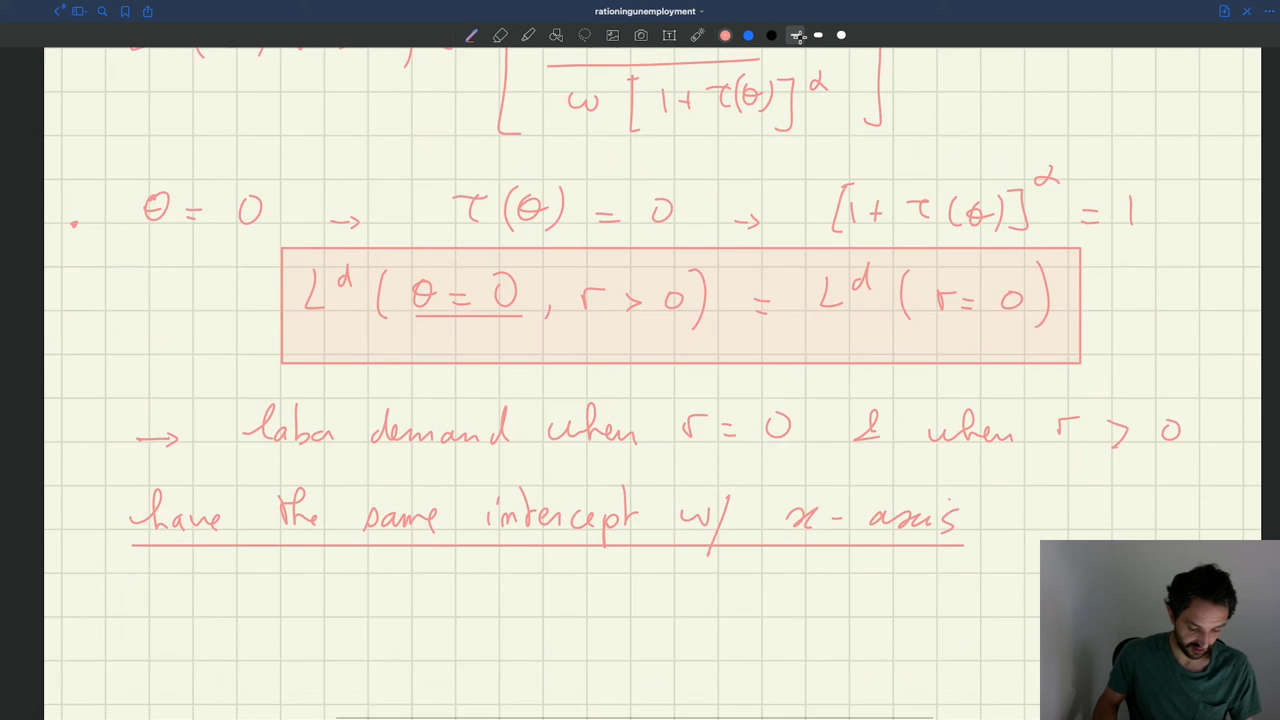 rationingunemployment
ω [1 + τ(θ)]^α
. θ = 0 → τ(θ) = 0 → [1 + τ(θ)]^α = 1
L^d (θ = 0, r > 0) = L^d (r = 0)
→ labor demand when r = 0 & when r > 0
have the same intercept w/ x-axis